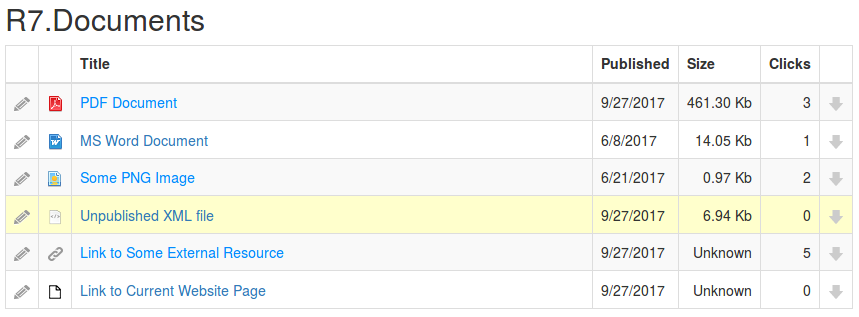 R7.Documents
Title Published Size Clicks
PDF Document 9/27/2017 461.30 Kb 3
MS Word Document 6/8/2017 14.05 Kb 1
Some PNG Image 6/21/2017 0.97 Kb 2
Unpublished XML file 9/27/2017 6.94 Kb 0
Link to Some External Resource 9/27/2017 Unknown 5
Link to Current Website Page 9/27/2017 Unknown 0